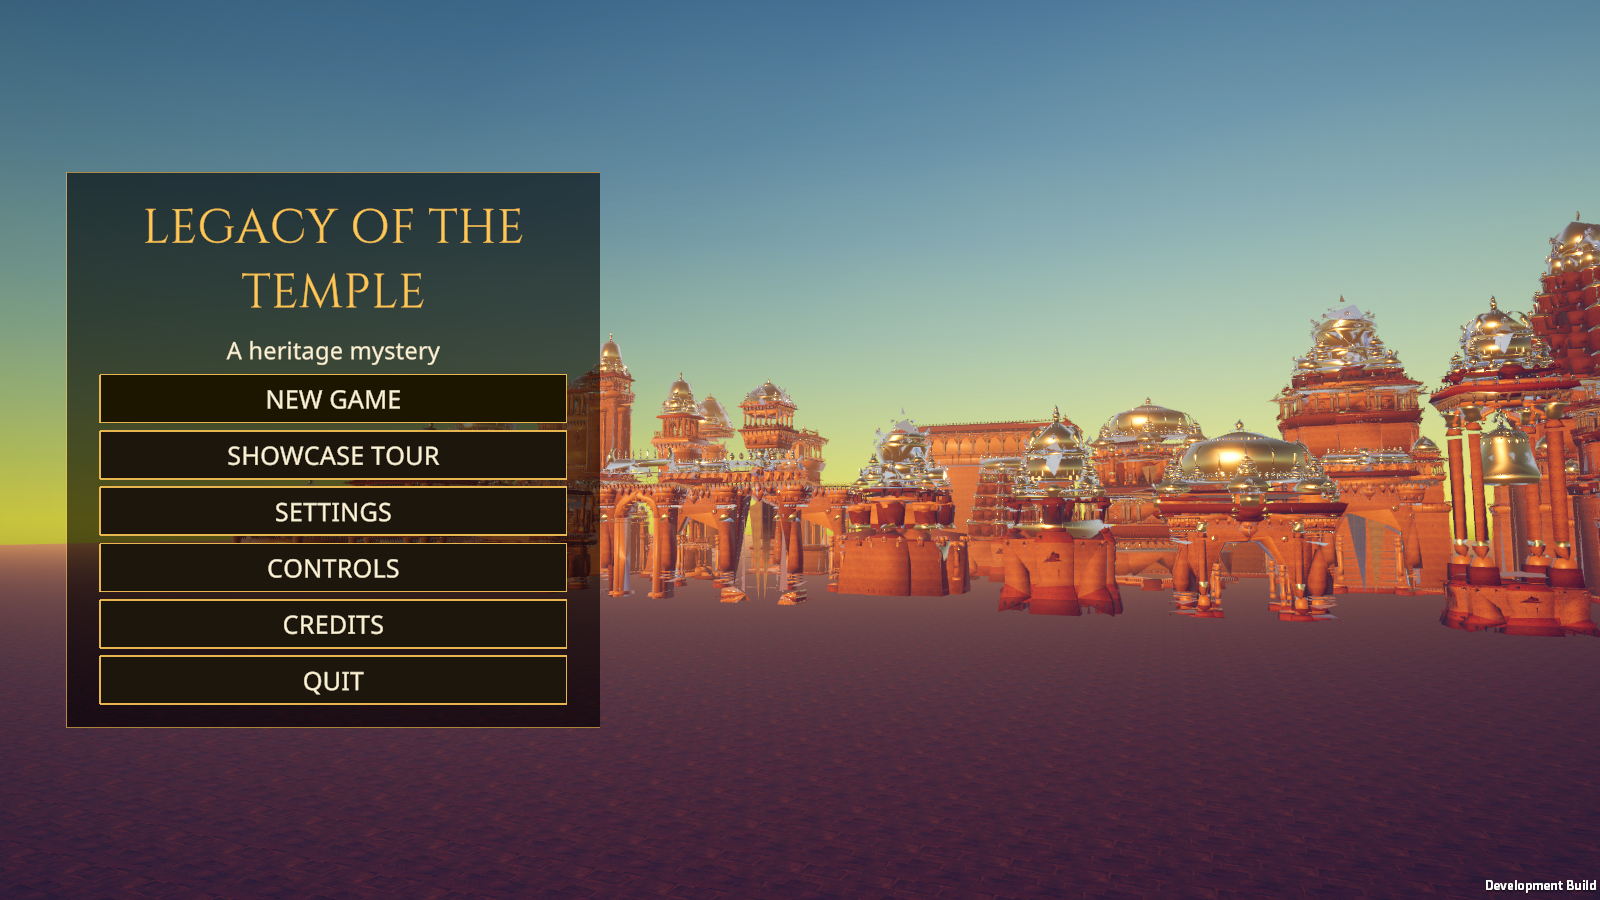 LEGACY OF THE
TEMPLE
A heritage mystery
NEW GAME
SHOWCASE TOUR
SETTINGS
CONTROLS
CREDITS
QUIT
Development Build